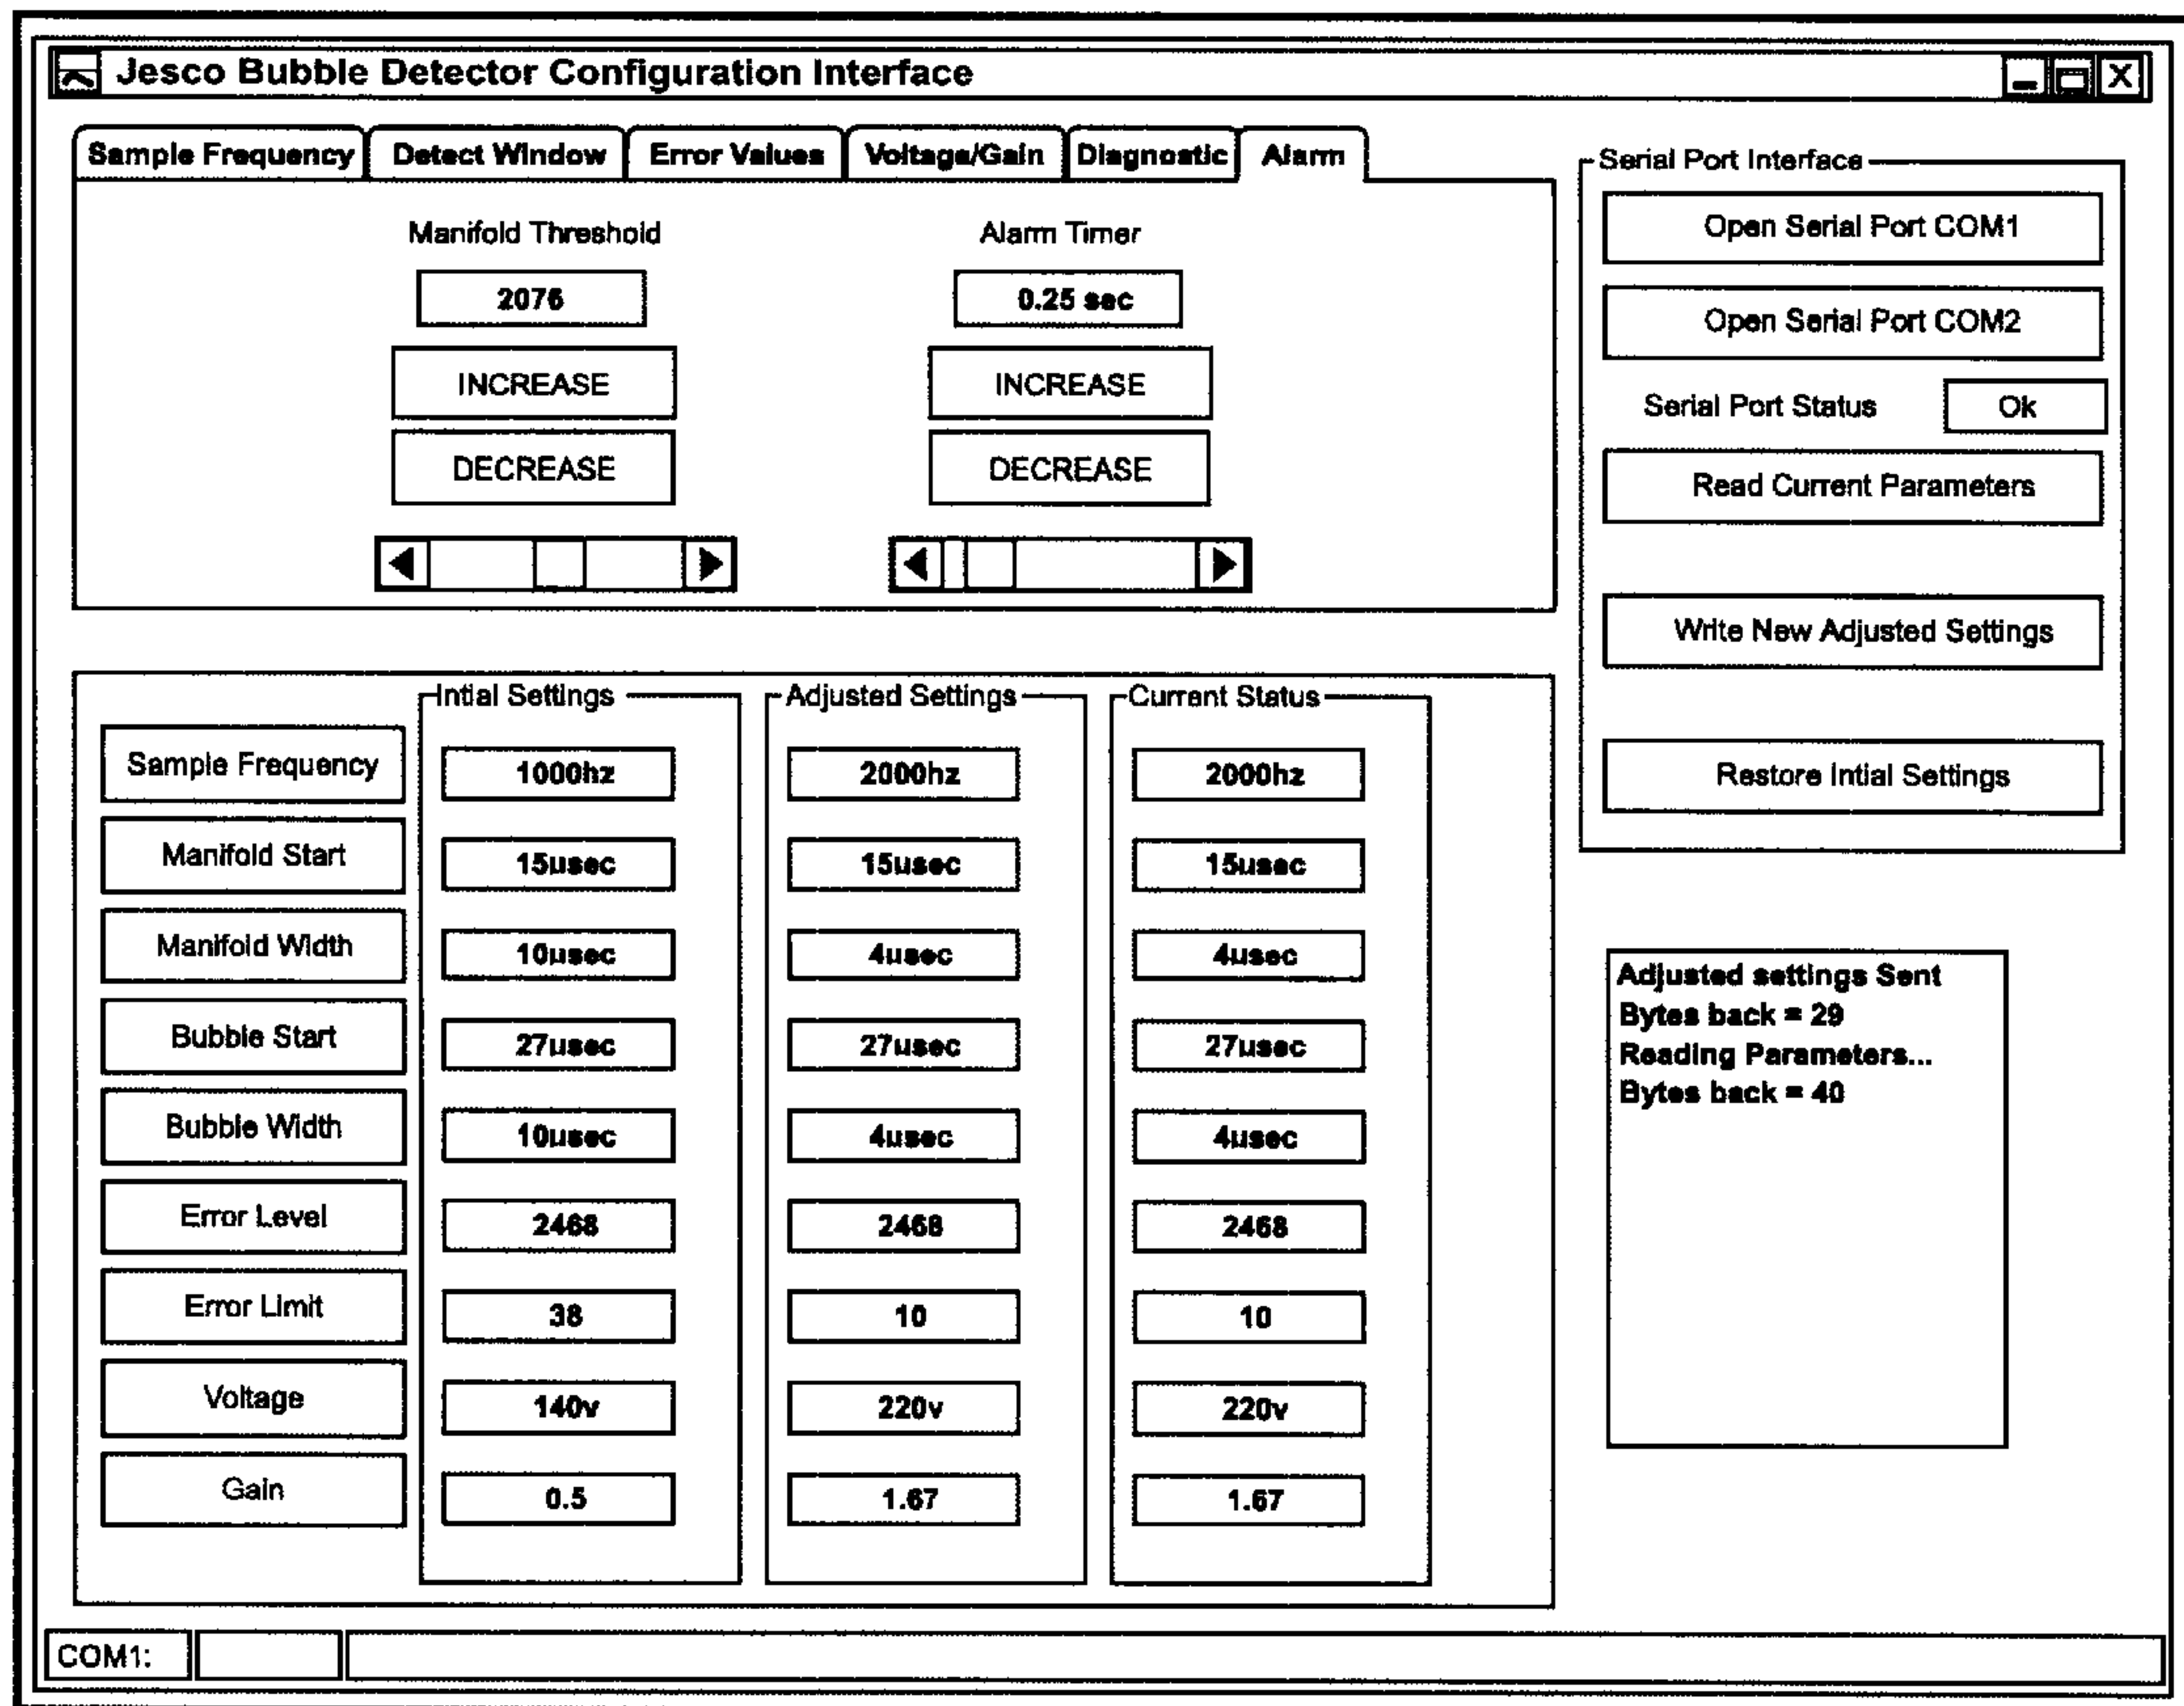 Jesco Bubble Detector Configuration Interface
Sample Frequency Detect Window Error Values Voltage/Gain Diagnostic Alarm
Manifold Threshold Alarm Timer
2076 0.25 sec
INCREASE INCREASE
DECREASE DECREASE
Serial Port Interface
Open Serial Port COM1
Open Serial Port COM2
Serial Port Status Ok
Read Current Parameters
Write New Adjusted Settings
Restore Intial Settings
Intial Settings Adjusted Settings Current Status
Sample Frequency 1000hz 2000hz 2000hz
Manifold Start 15usec 15usec 15usec
Manifold Width 10usec 4usec 4usec
Bubble Start 27usec 27usec 27usec
Bubble Width 10usec 4usec 4usec
Error Level 2468 2468 2468
Error Limit 38 10 10
Voltage 140v 220v 220v
Gain 0.5 1.67 1.67
Adjusted settings Sent
Bytes back = 29
Reading Parameters...
Bytes back = 40
COM1: